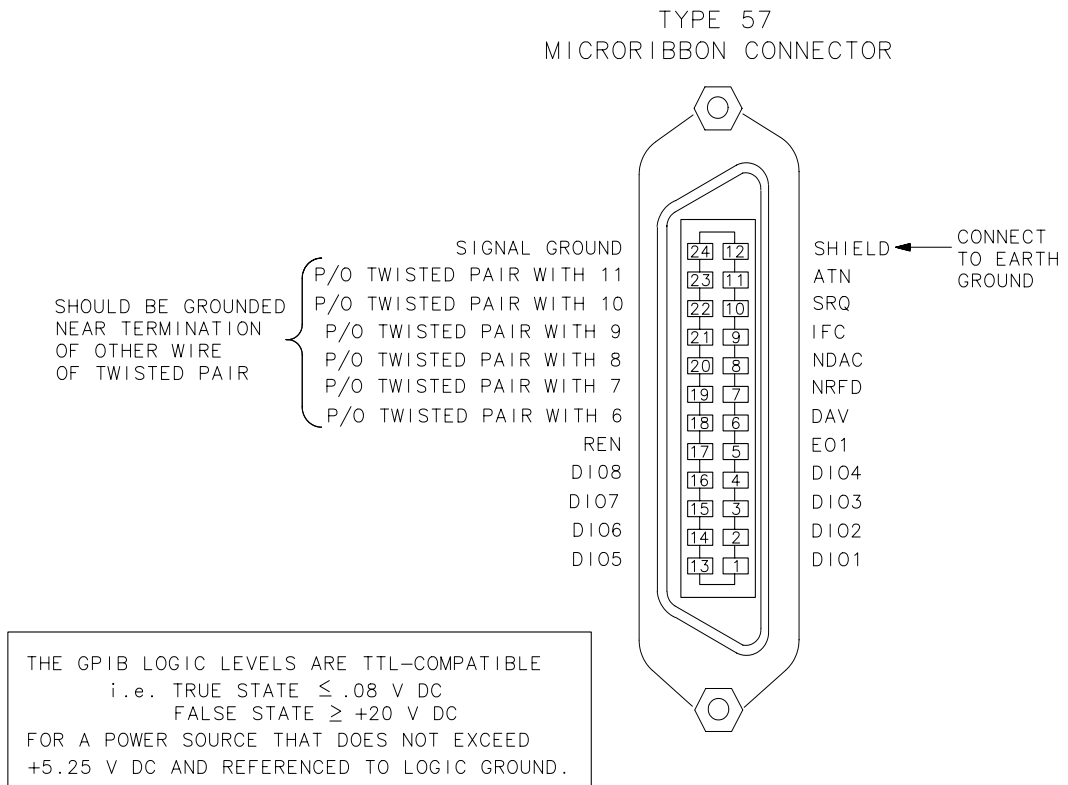 TYPE 57
MICRORIBBON CONNECTOR
SIGNAL GROUND 24 12 SHIELD
P/O TWISTED PAIR WITH 11 23 11 ATN
P/O TWISTED PAIR WITH 10 22 10 SRQ
P/O TWISTED PAIR WITH 9 21 9 IFC
P/O TWISTED PAIR WITH 8 20 8 NDAC
P/O TWISTED PAIR WITH 7 19 7 NRFD
P/O TWISTED PAIR WITH 6 18 6 DAV
REN 17 5 EO1
DIO8 16 4 DIO4
DIO7 15 3 DIO3
DIO6 14 2 DIO2
DIO5 13 1 DIO1
CONNECT
TO EARTH
GROUND
SHOULD BE GROUNDED
NEAR TERMINATION
OF OTHER WIRE
OF TWISTED PAIR
THE GPIB LOGIC LEVELS ARE TTL–COMPATIBLE
i.e. TRUE STATE ≤ .08 V DC
FALSE STATE ≥ +20 V DC
FOR A POWER SOURCE THAT DOES NOT EXCEED
+5.25 V DC AND REFERENCED TO LOGIC GROUND.